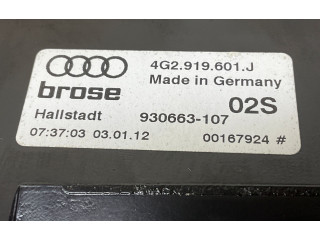 4G2.919.601.J
Made in Germany
brose 02S
Hallstadt 930663-107
07:37:03 03.01.12 00167924 #